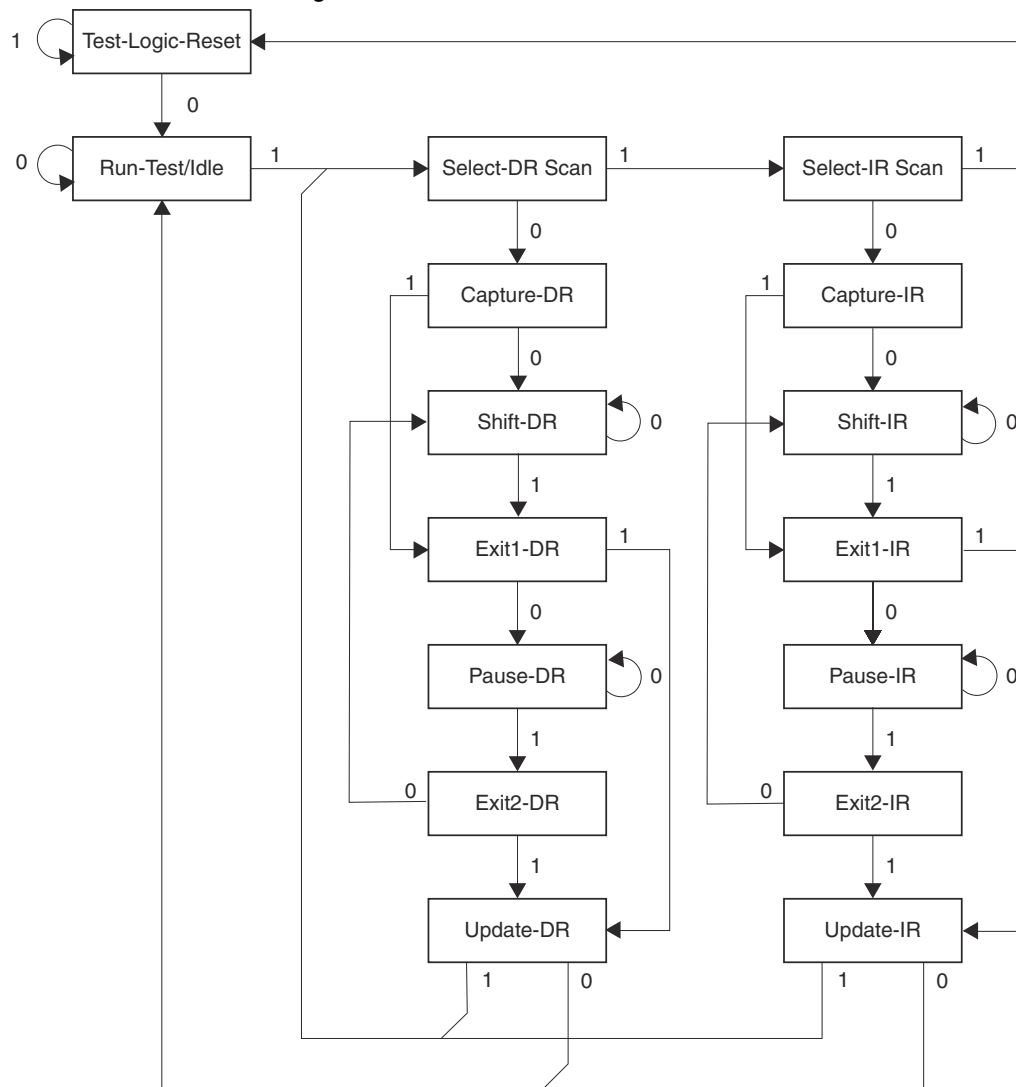 1
Test-Logic-Reset
0
0
Run-Test/Idle
1
Select-DR Scan
1
Select-IR Scan
1
0
0
1
Capture-DR
1
Capture-IR
0
0
Shift-DR
0
Shift-IR
0
1
1
Exit1-DR
1
Exit1-IR
1
0
0
Pause-DR
0
Pause-IR
0
1
1
0
Exit2-DR
0
Exit2-IR
1
1
Update-DR
Update-IR
1
0
1
0